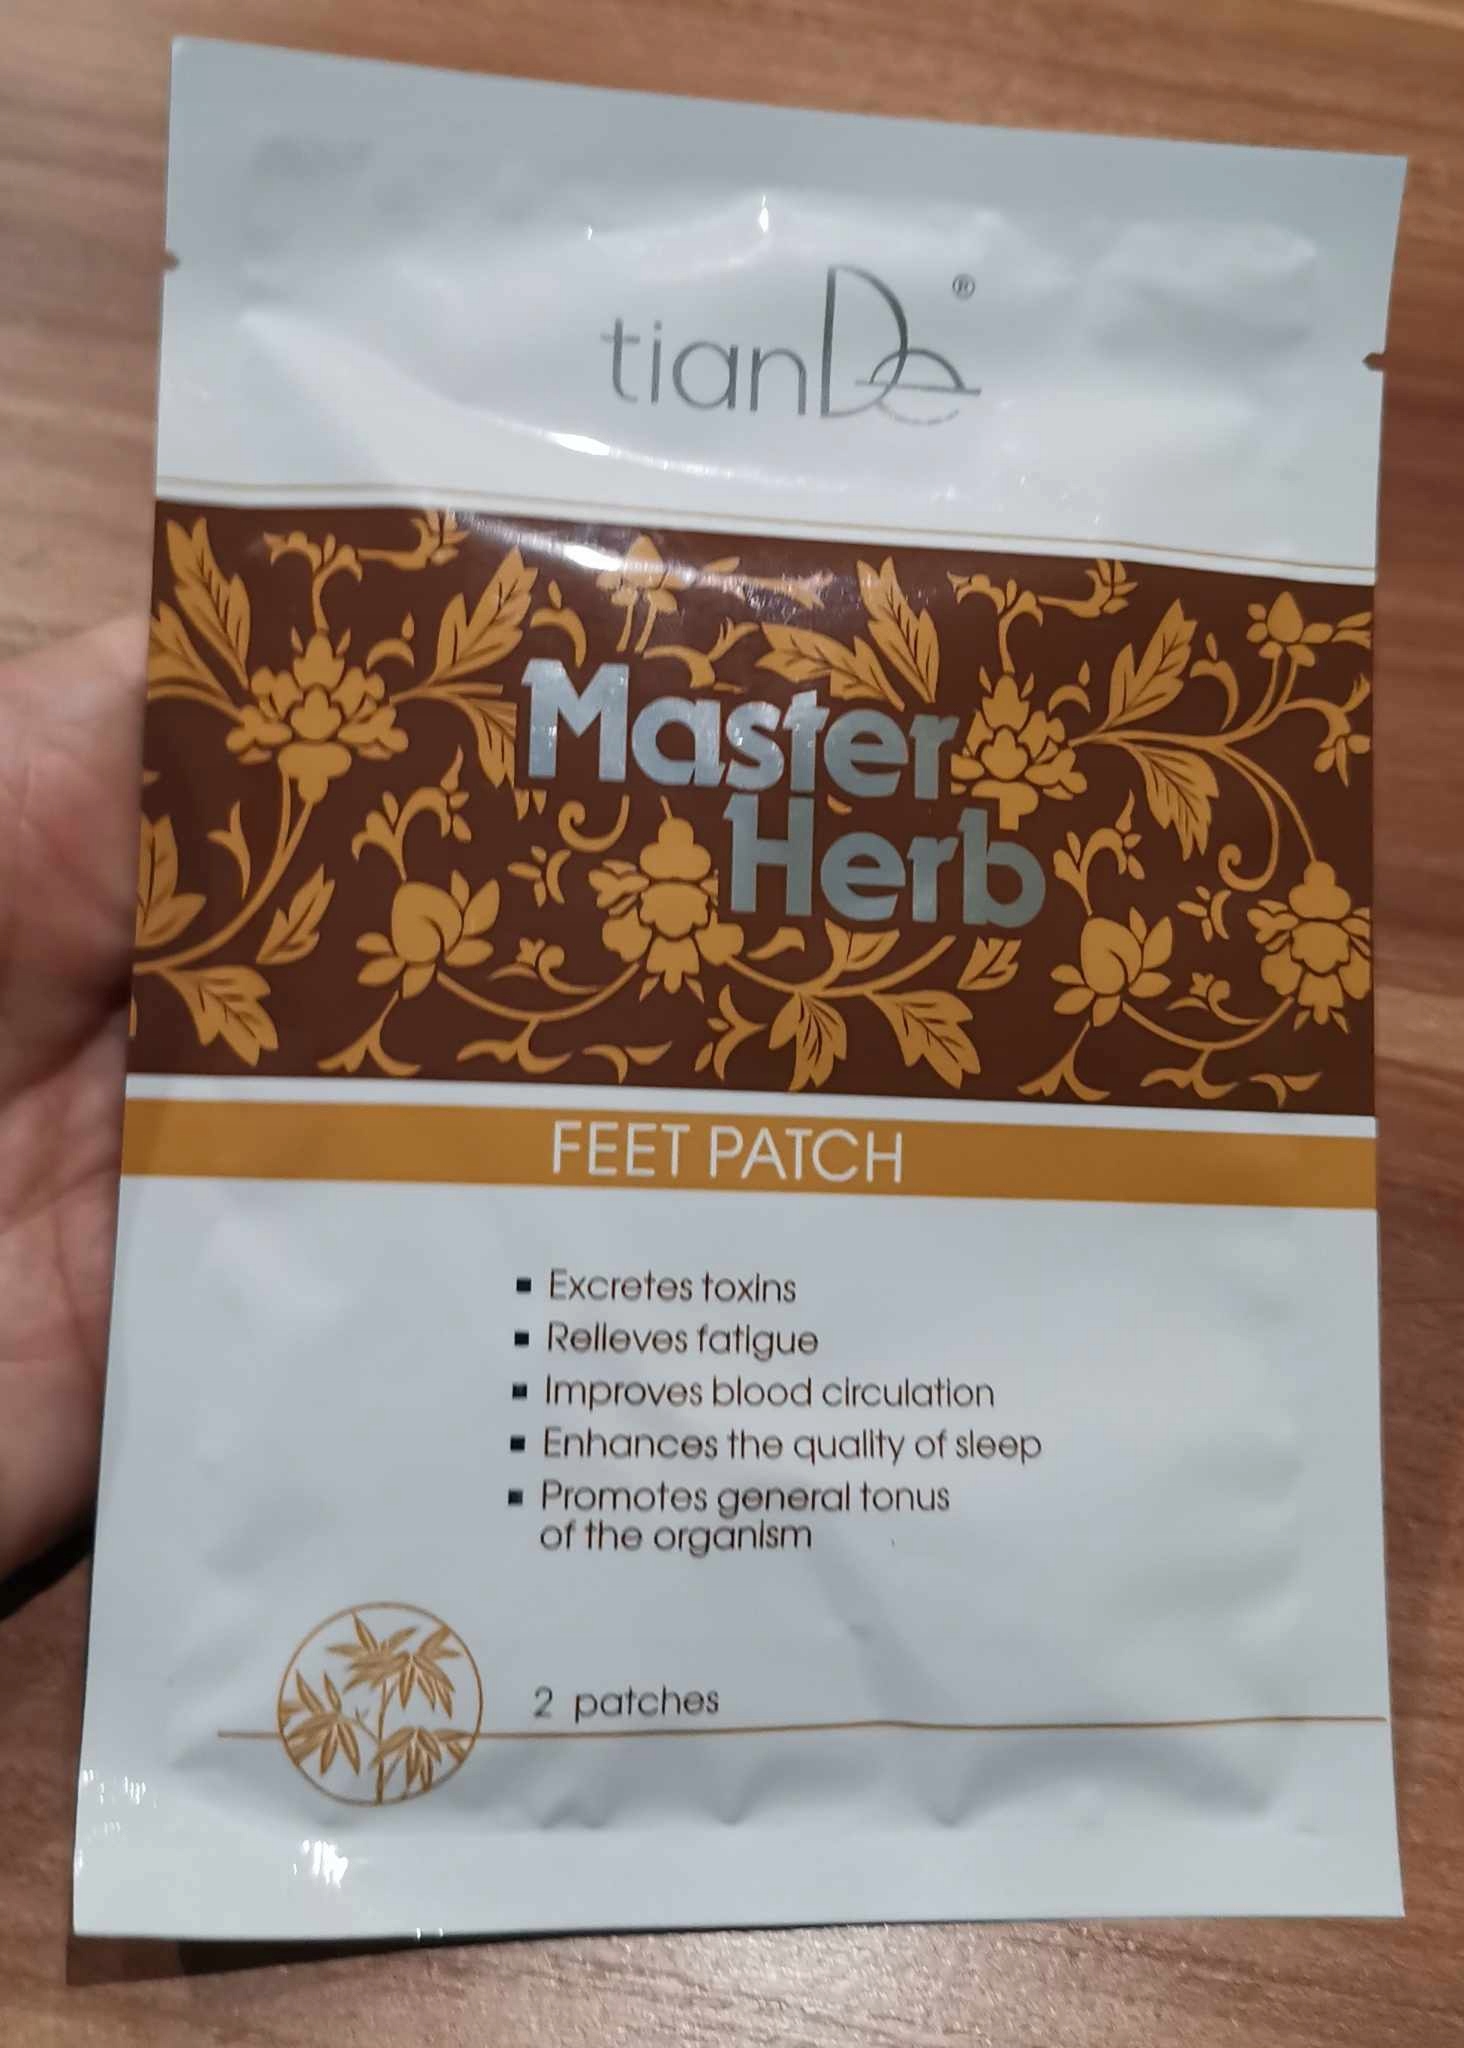 tianDe®
Master
Herb
FEET PATCH
▪ Excretes toxins
▪ Relieves fatigue
▪ Improves blood circulation
▪ Enhances the quality of sleep
▪ Promotes general tonus
of the organism
2 patches